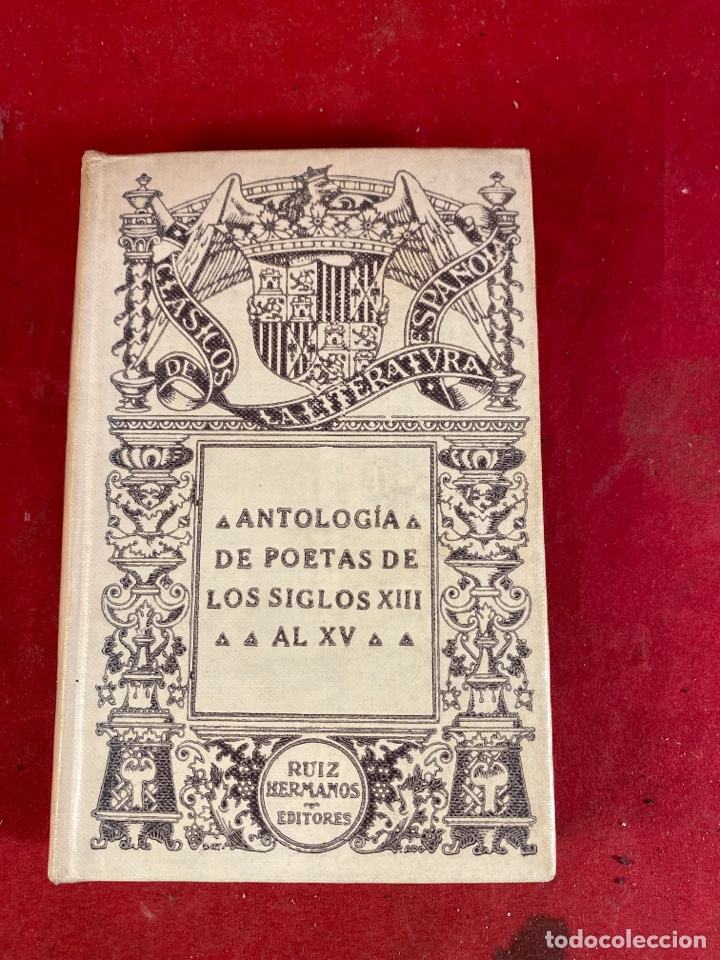 CLASICOS
DE
LA LITERATVRA
ESPAÑOLA
ANTOLOGÍA
DE POETAS DE
LOS SIGLOS XIII
AL XV
RUIZ
HERMANOS
EDITORES
todocoleccion